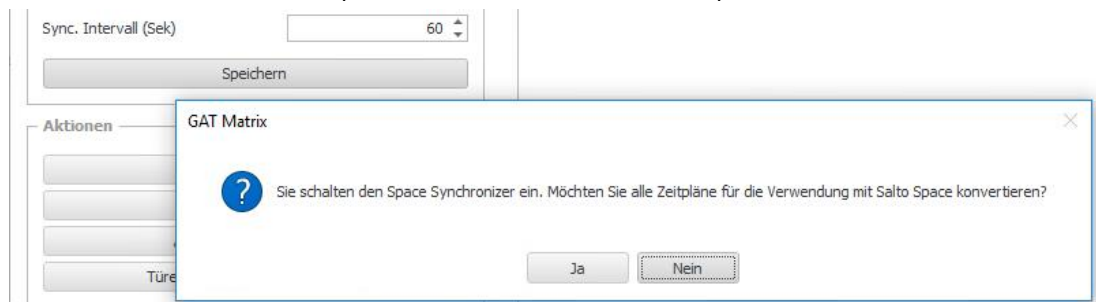 Sync. Intervall (Sek) 60
Speichern
Aktionen
GAT Matrix
Sie schalten den Space Synchronizer ein. Möchten Sie alle Zeitpläne für die Verwendung mit Salto Space konvertieren?
Ja Nein
Türe